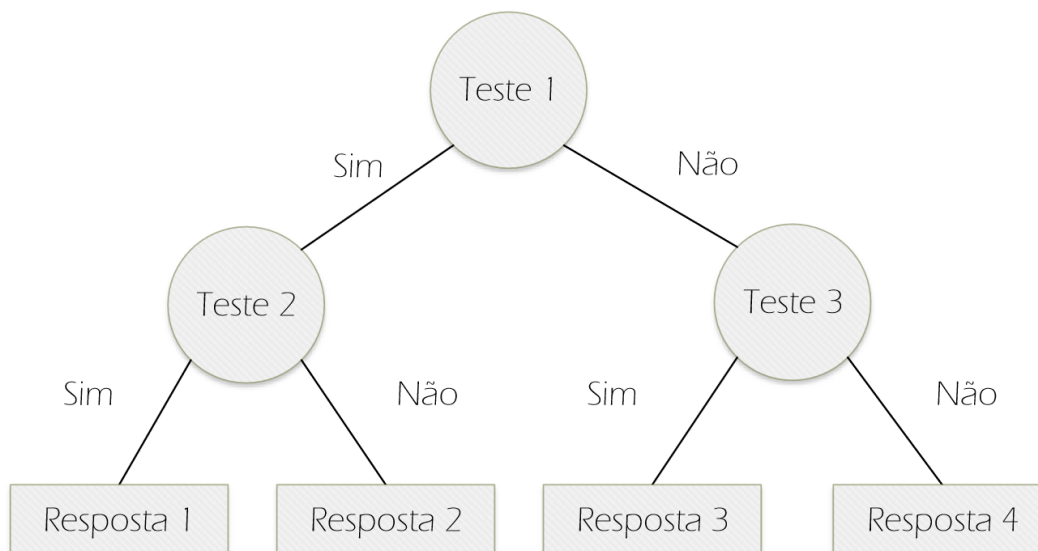 Teste 1
Sim
Não
Teste 2
Teste 3
Sim
Não
Sim
Não
Resposta 1
Resposta 2
Resposta 3
Resposta 4